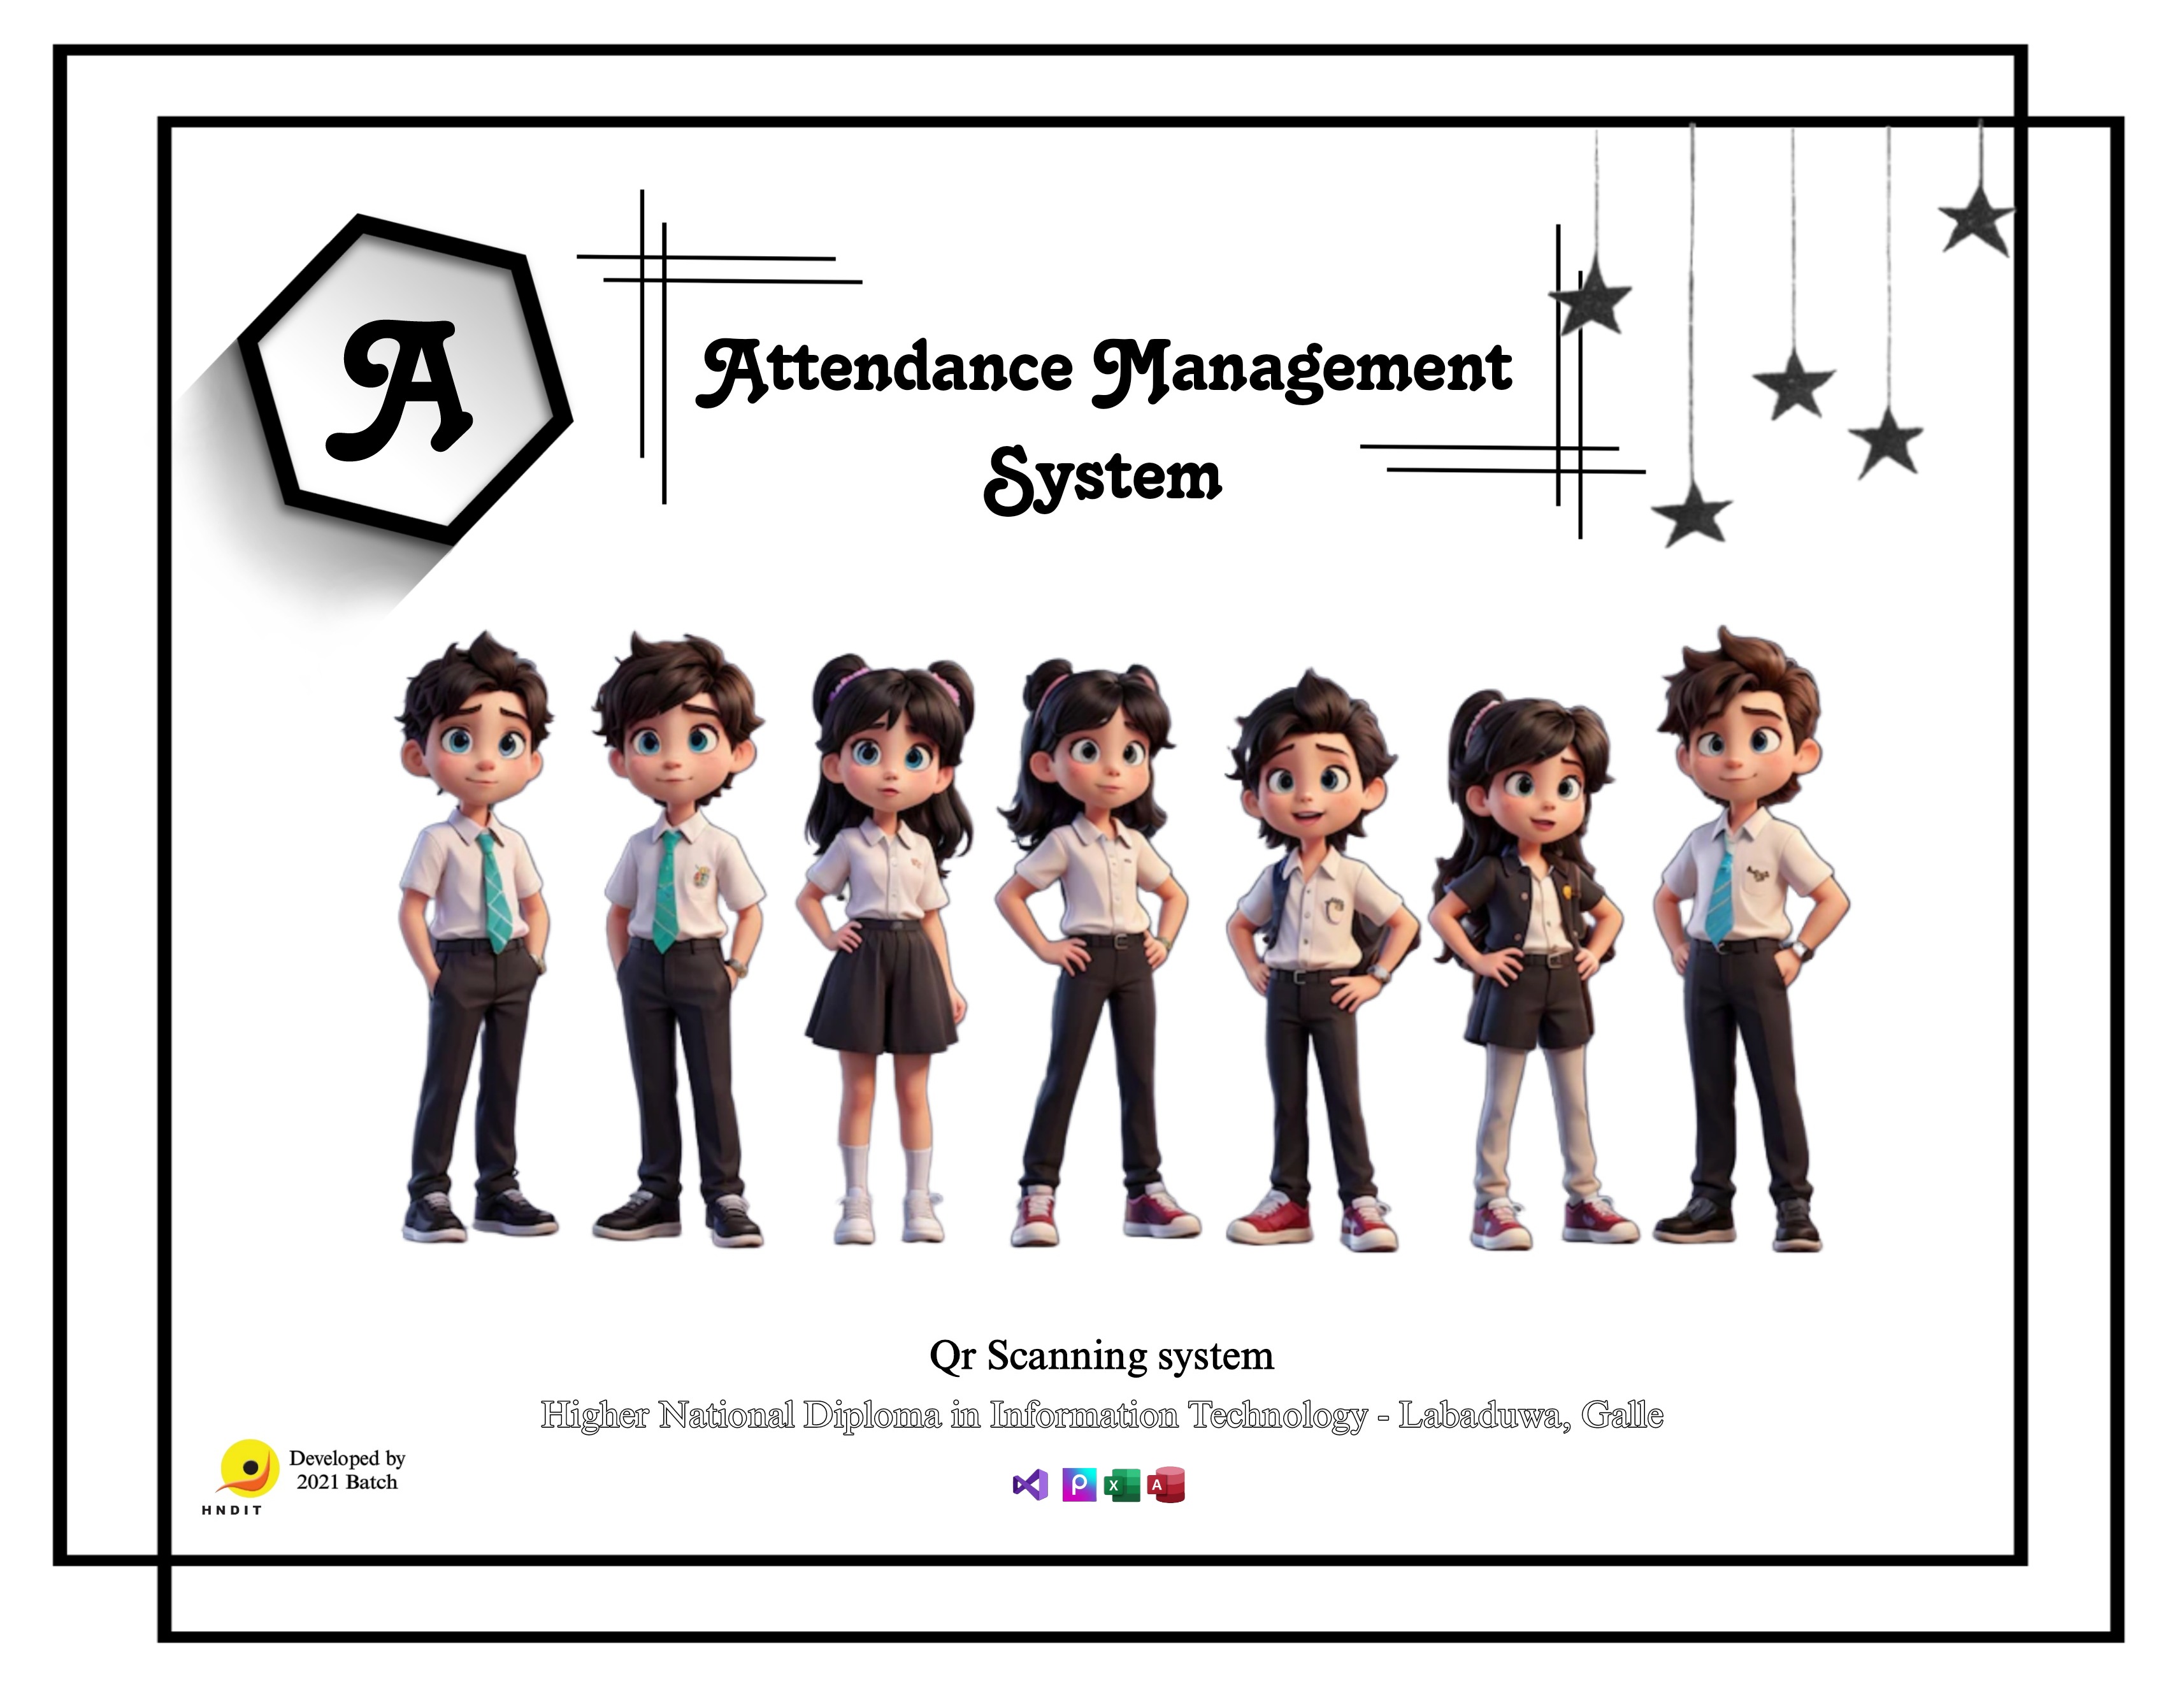 A
Attendance Management
System
Qr Scanning system
Higher National Diploma in Information Technology - Labaduwa, Galle
Developed by
2021 Batch
HNDIT
P
X
A